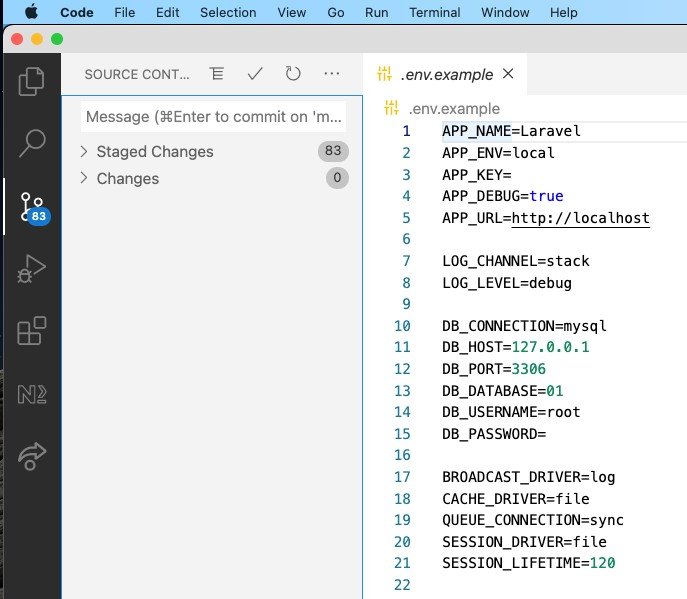 Code File Edit Selection View Go Run Terminal Window Help
SOURCE CONT...
.env.example
Message (⌘Enter to commit on 'm...
.env.example
Staged Changes 83
Changes 0
83
1 APP_NAME=Laravel
2 APP_ENV=local
3 APP_KEY=
4 APP_DEBUG=true
5 APP_URL=http://localhost
6
7 LOG_CHANNEL=stack
8 LOG_LEVEL=debug
9
10 DB_CONNECTION=mysql
11 DB_HOST=127.0.0.1
12 DB_PORT=3306
13 DB_DATABASE=01
14 DB_USERNAME=root
15 DB_PASSWORD=
16
17 BROADCAST_DRIVER=log
18 CACHE_DRIVER=file
19 QUEUE_CONNECTION=sync
20 SESSION_DRIVER=file
21 SESSION_LIFETIME=120
22